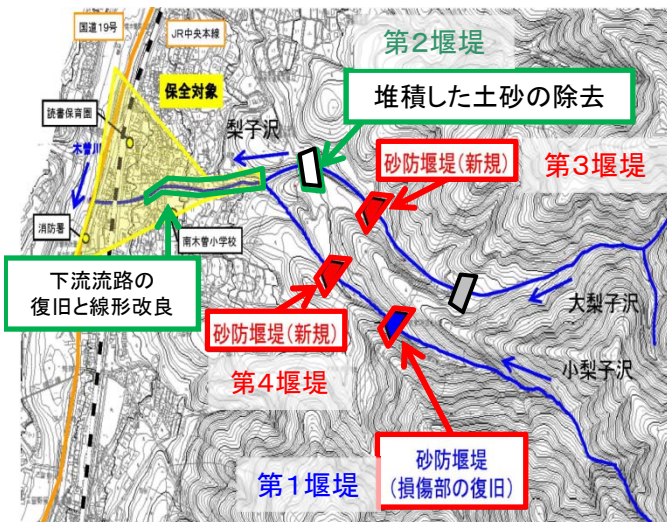 国道19号
JR中央本線
第2堰堤
堆積した土砂の除去
保全対象
読書保育園
木曽川
梨子沢
砂防堰堤(新規)
第3堰堤
消防署
南木曽小学校
下流流路の
復旧と線形改良
砂防堰堤(新規)
第4堰堤
大梨子沢
小梨子沢
第1堰堤
砂防堰堤
(損傷部の復旧)